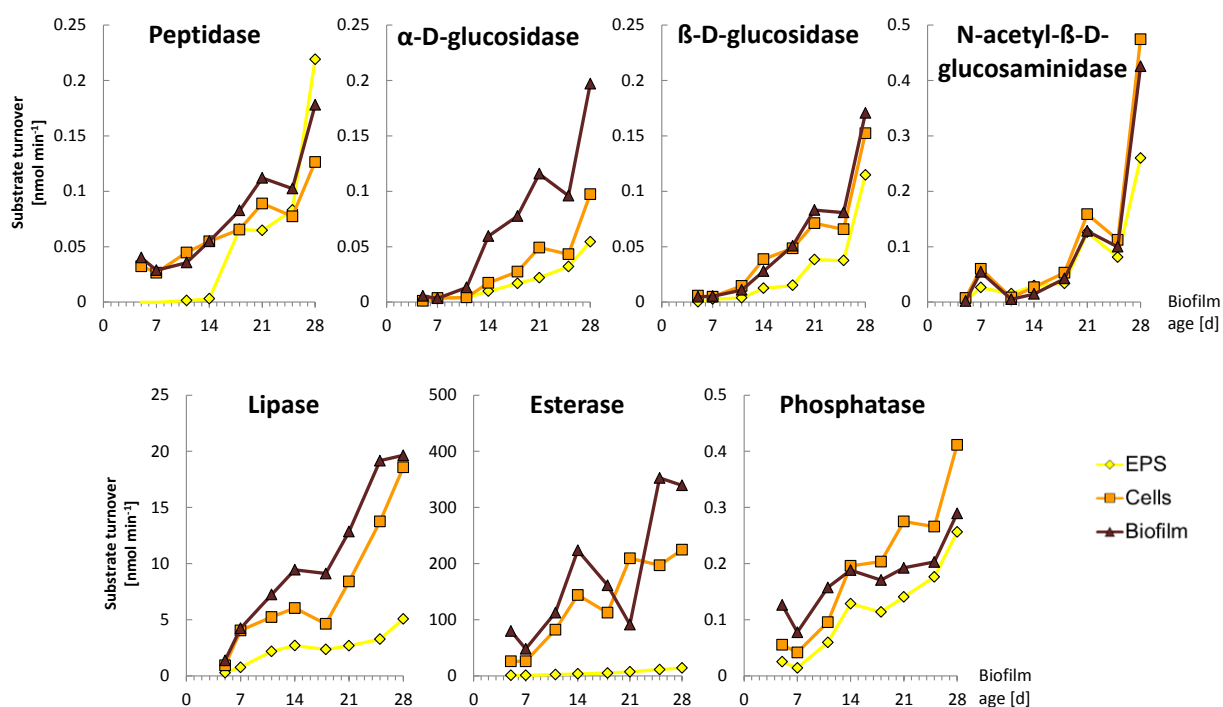 Peptidase
α-D-glucosidase
ß-D-glucosidase
N-acetyl-ß-D-
glucosaminidase
Substrate turnover
[nmol min⁻¹]
0.25
0.2
0.15
0.1
0.05
0
0 7 14 21 28
0.25
0.2
0.15
0.1
0.05
0
0 7 14 21 28
0.25
0.2
0.15
0.1
0.05
0
0 7 14 21 28
0.5
0.4
0.3
0.2
0.1
0
0 7 14 21 28
Biofilm
age [d]
Lipase
Esterase
Phosphatase
Substrate turnover
[nmol min⁻¹]
25
20
15
10
5
0
0 7 14 21 28
500
400
300
200
100
0
0 7 14 21 28
0.5
0.4
0.3
0.2
0.1
0
0 7 14 21 28
Biofilm
age [d]
EPS
Cells
Biofilm